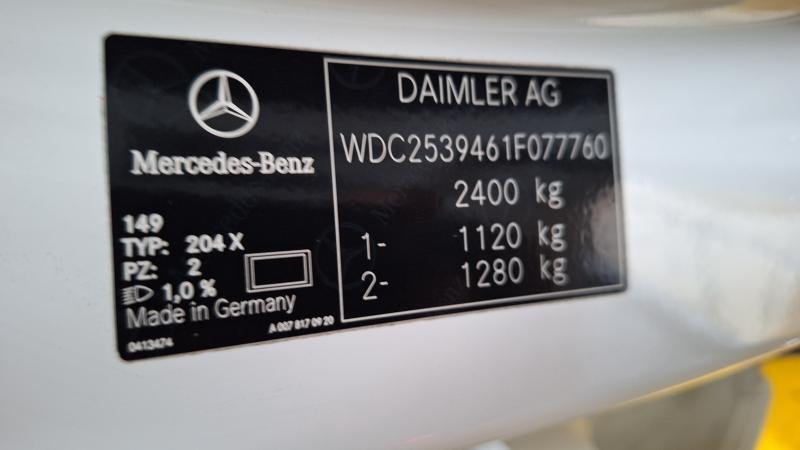 Mercedes-Benz
149
TYP: 204 X
PZ: 2
1,0 %
Made in Germany
A 007 817 09 20
0413474
DAIMLER AG
WDC2539461F077760
2400 kg
1- 1120 kg
2- 1280 kg